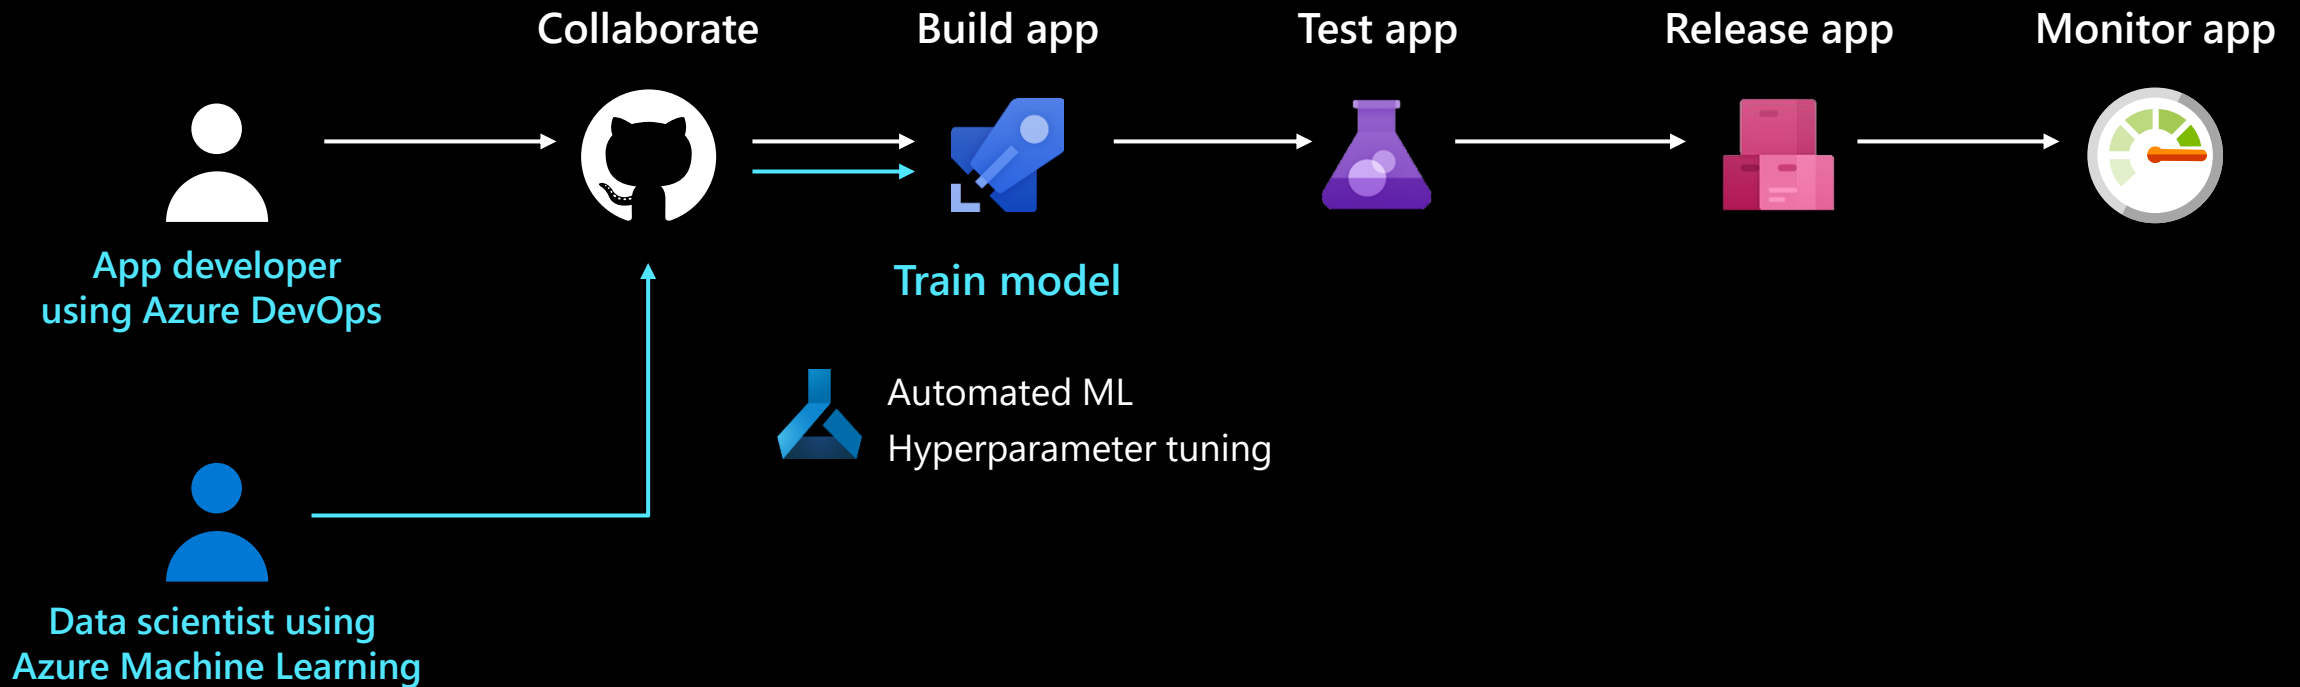 Collaborate
Build app
Test app
Release app
Monitor app
App developer
using Azure DevOps
Train model
Automated ML
Hyperparameter tuning
Data scientist using
Azure Machine Learning